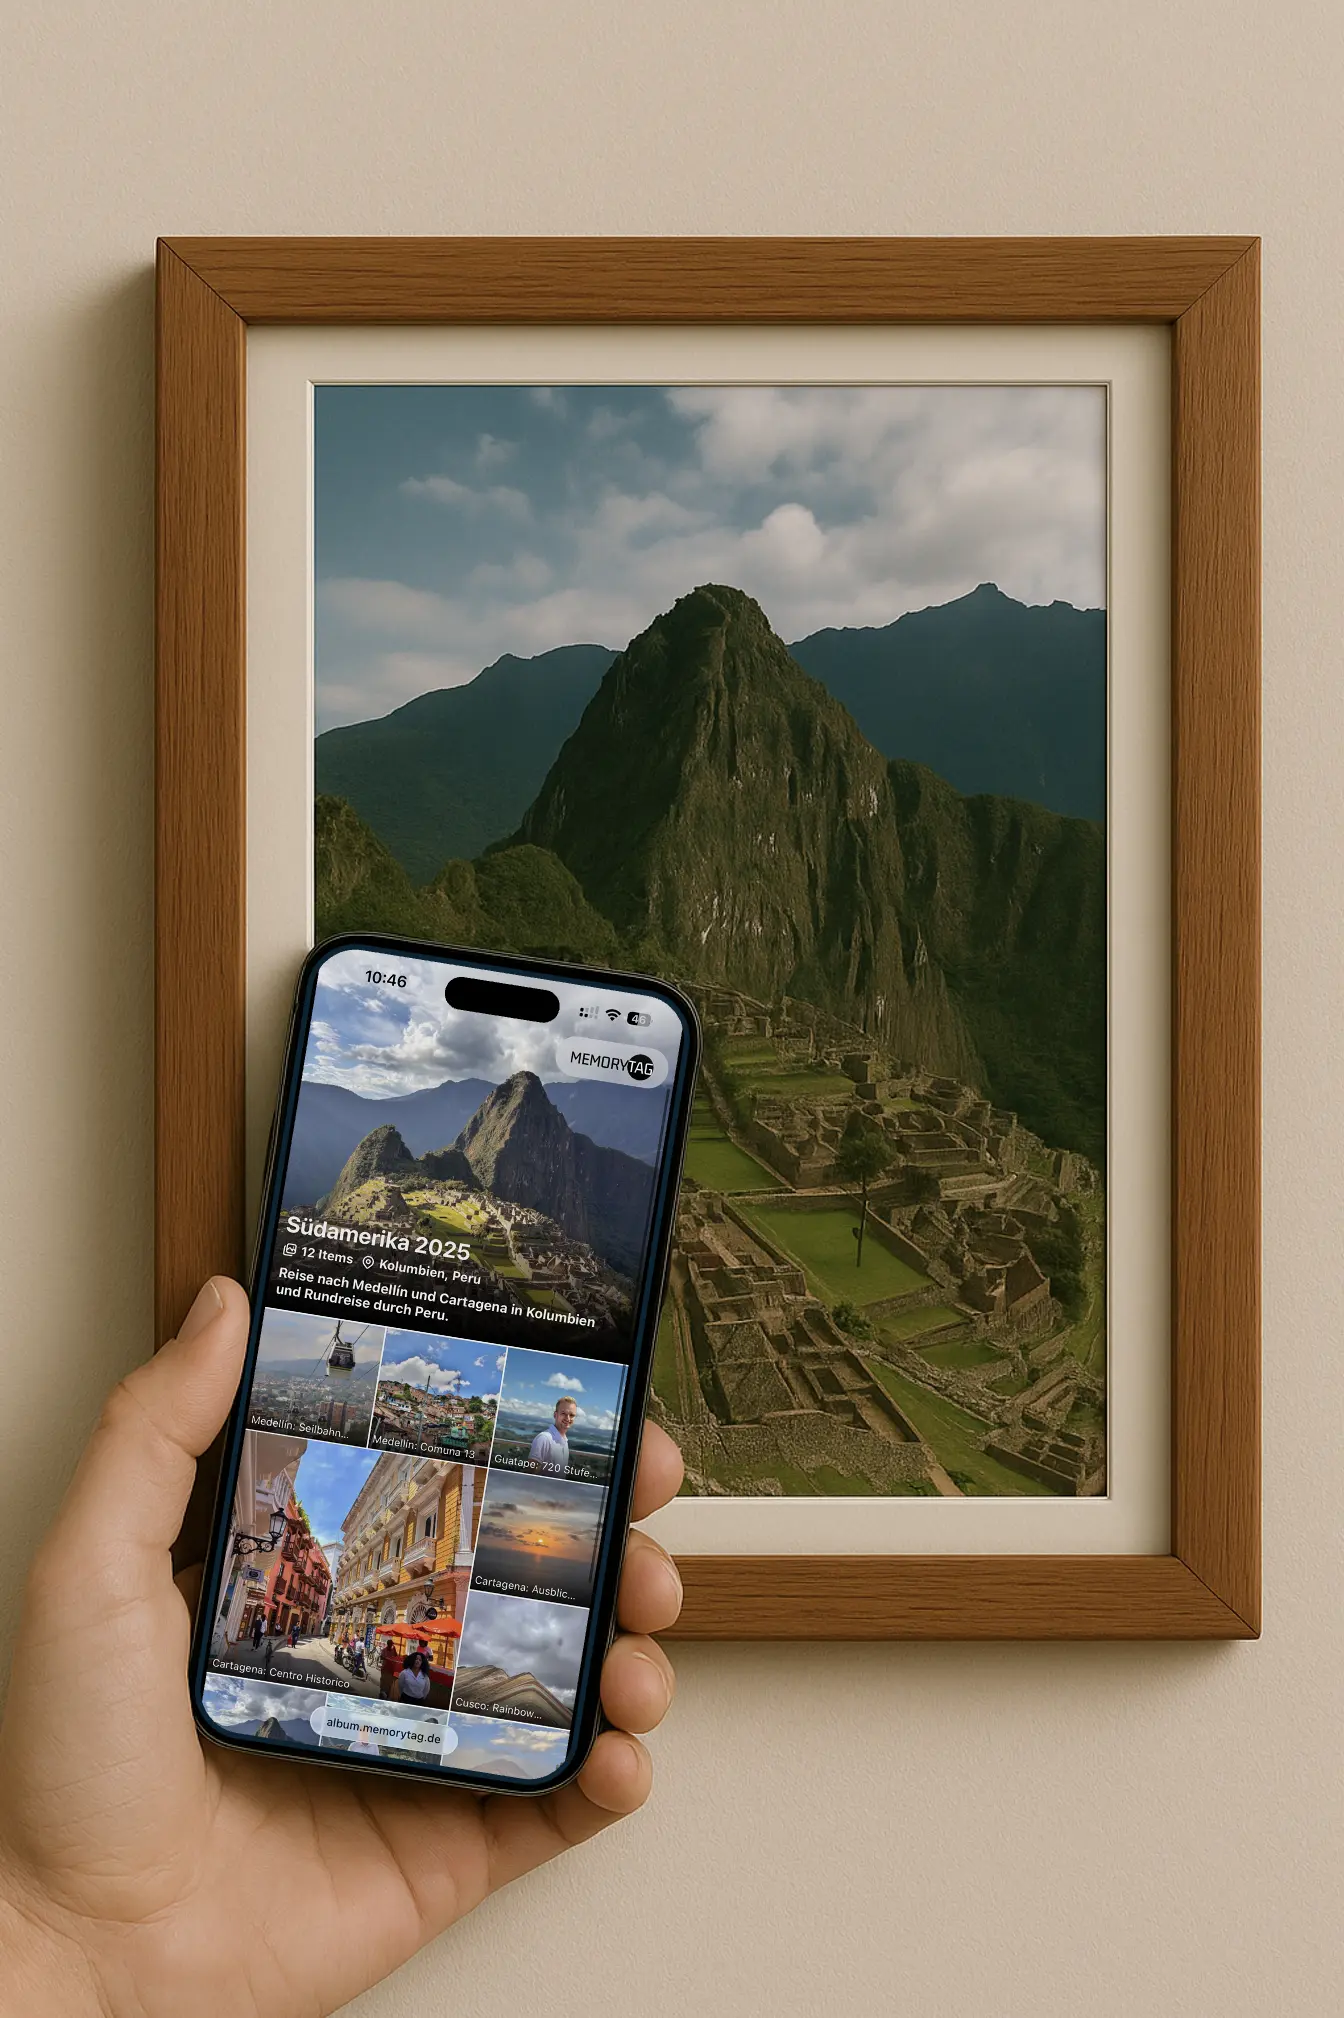 10:46
46
MEMORYTAG
Südamerika 2025
12 Items Kolumbien, Peru
Reise nach Medellín und Cartagena in Kolumbien
und Rundreise durch Peru.
Medellín: Seilbahn...
Medellín: Comuna 13
Guatape: 720 Stufe...
Cartagena: Ausblic...
Cartagena: Centro Historico
Cusco: Rainbow...
album.memorytag.de